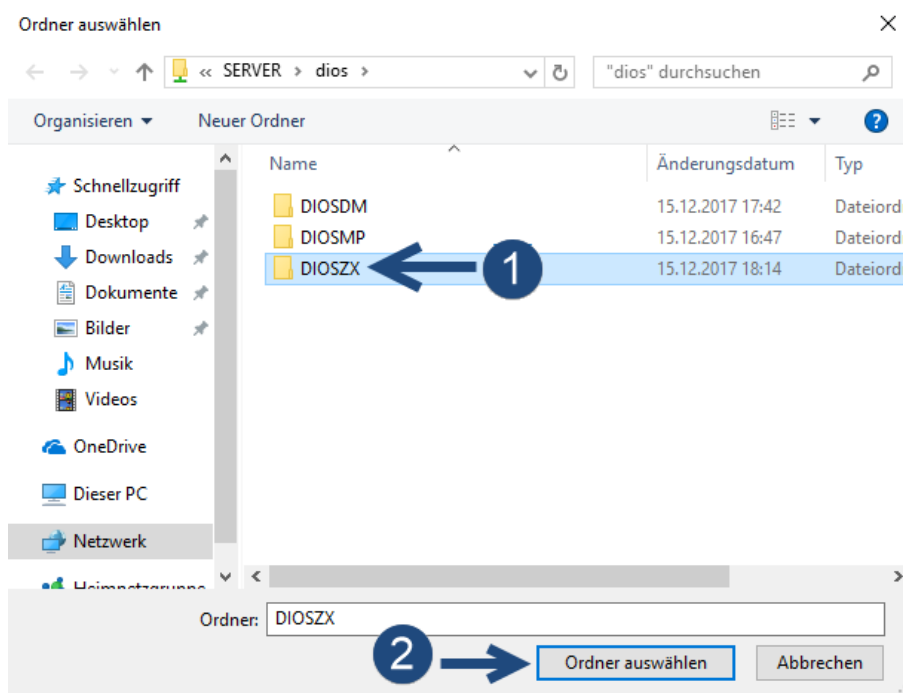 Ordner auswählen
« SERVER > dios >
"dios" durchsuchen
Organisieren
Neuer Ordner
?
Name
Änderungsdatum
Typ
Schnellzugriff
Desktop
Downloads
Dokumente
Bilder
Musik
Videos
OneDrive
Dieser PC
Netzwerk
Heimnetzgruppe
DIOSDM 15.12.2017 17:42 Dateiord
DIOSMP 15.12.2017 16:47 Dateiord
DIOSZX 15.12.2017 18:14 Dateiord
1
Ordner: DIOSZX
2
Ordner auswählen
Abbrechen